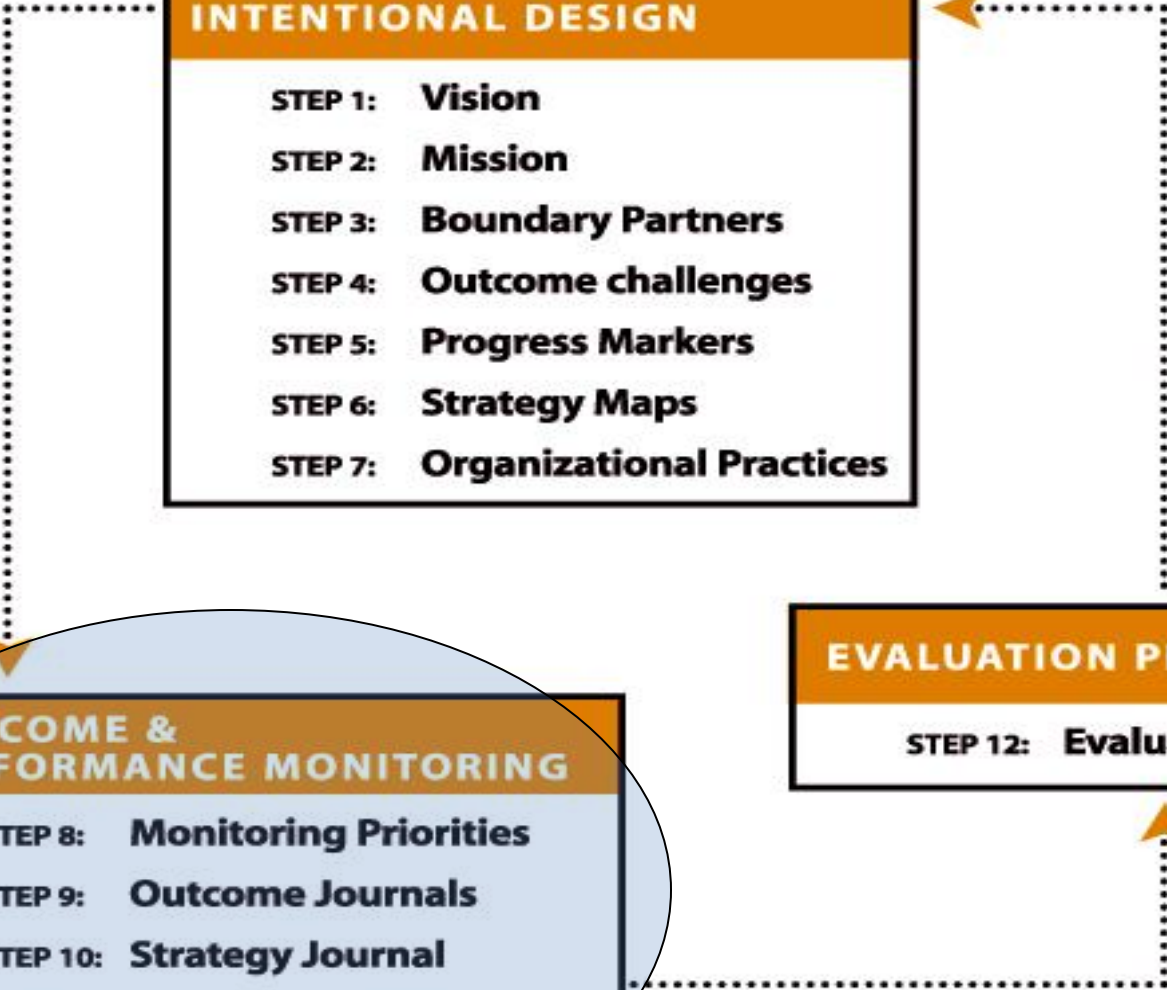 INTENTIONAL DESIGN
STEP 1: Vision
STEP 2: Mission
STEP 3: Boundary Partners
STEP 4: Outcome challenges
STEP 5: Progress Markers
STEP 6: Strategy Maps
STEP 7: Organizational Practices
EVALUATION
STEP 12:
COME &
FORMANCE MONITORING
TEP 8: Monitoring Priorities
TEP 9: Outcome Journals
TEP 10: Strategy Journal